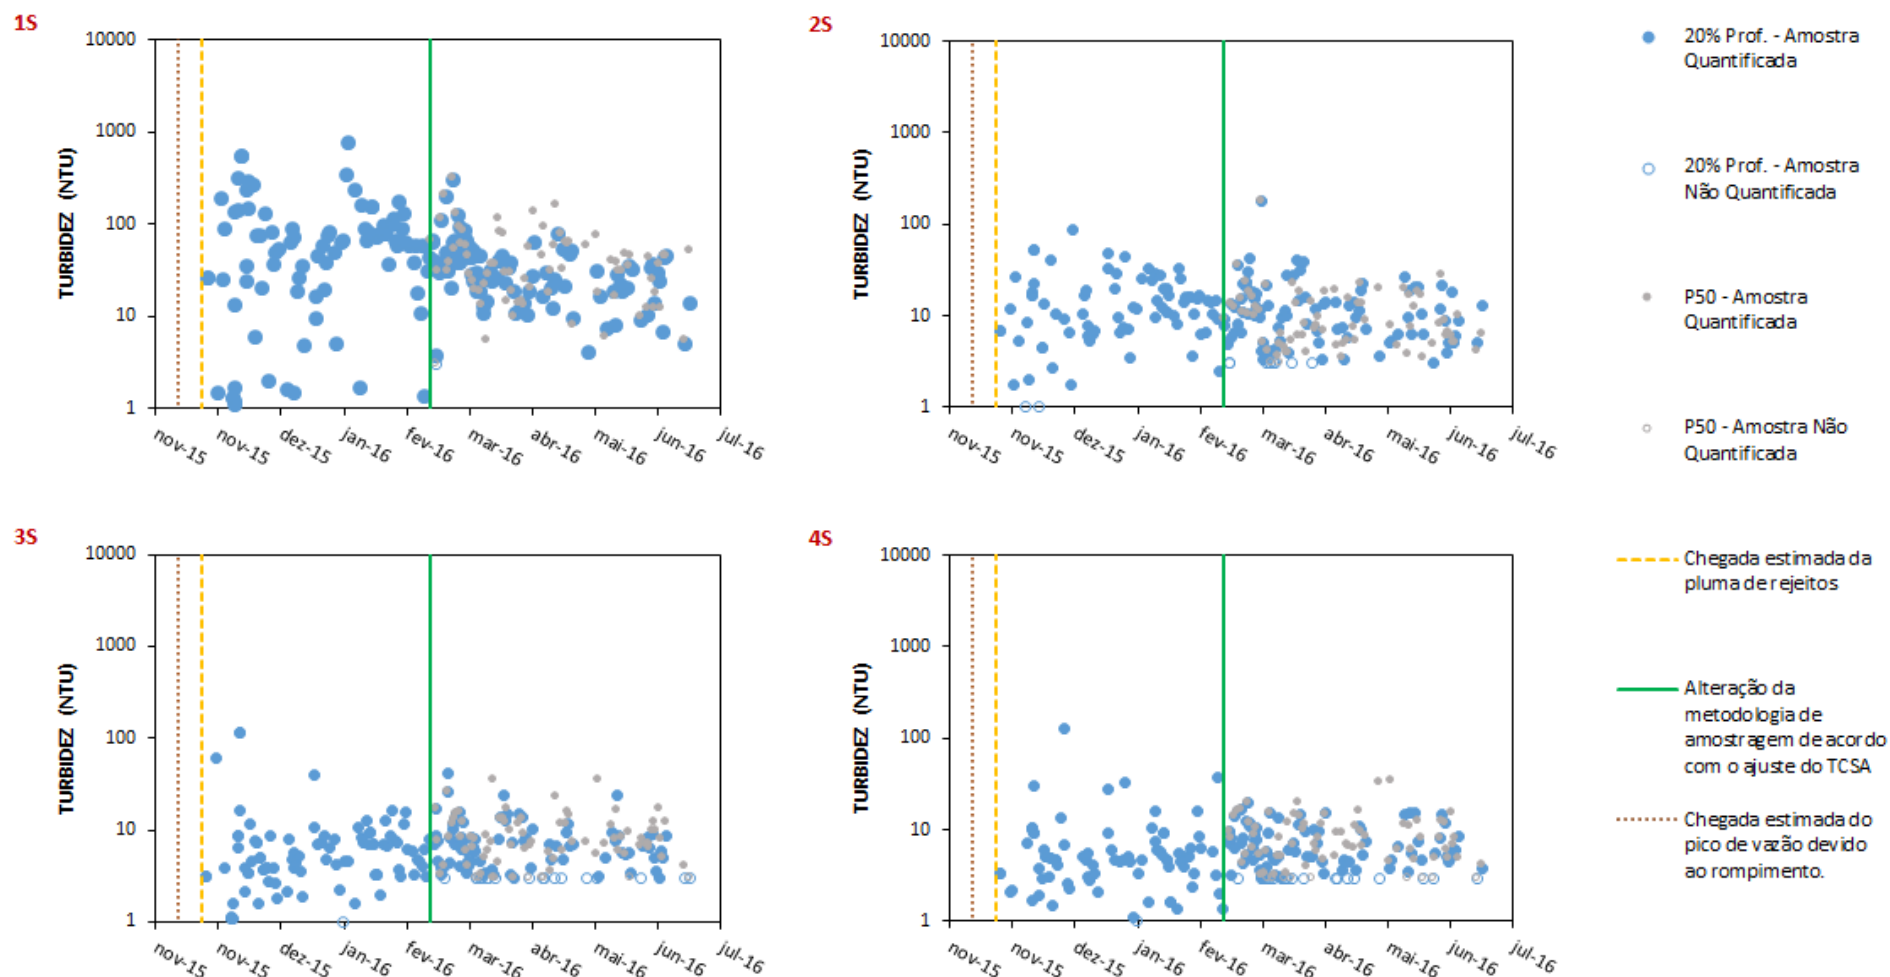 1S
TURBIDEZ (NTU)
10000
1000
100
10
1
nov-15
nov-15
dez-15
jan-16
fev-16
mar-16
abr-16
mai-16
jun-16
jul-16
2S
TURBIDEZ (NTU)
10000
1000
100
10
1
nov-15
nov-15
dez-15
jan-16
fev-16
mar-16
abr-16
mai-16
jun-16
jul-16
3S
TURBIDEZ (NTU)
10000
1000
100
10
1
nov-15
nov-15
dez-15
jan-16
fev-16
mar-16
abr-16
mai-16
jun-16
jul-16
4S
TURBIDEZ (NTU)
10000
1000
100
10
1
nov-15
nov-15
dez-15
jan-16
fev-16
mar-16
abr-16
mai-16
jun-16
jul-16
20% Prof. - Amostra
Quantificada
20% Prof. - Amostra
Não Quantificada
P50 - Amostra
Quantificada
P50 - Amostra Não
Quantificada
Chegada estimada da
pluma de rejeitos
Alteração da
metodologia de
amostragem de acordo
com o ajuste do TCSA
Chegada estimada do
pico de vazão devido
ao rompimento.